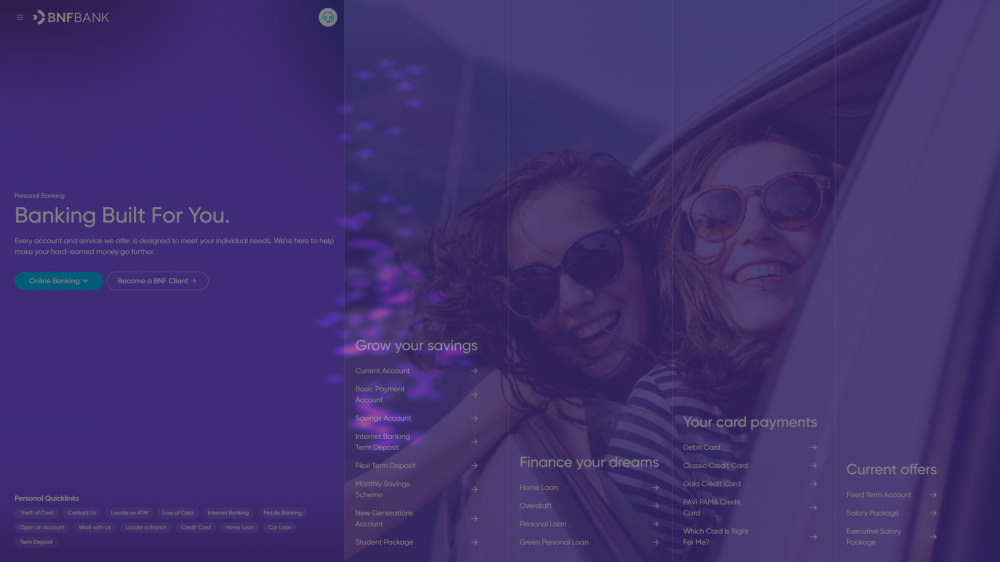 BNFBANK
Personal Banking
Banking Built For You.
Every account and service we offer is designed to meet your individual needs. We're here to help
make your hard-earned money go further.
Online Banking
Become a BNF Client
Personal Quicklinks
Theft of Card
Contact Us
Locate an ATM
Loss of Card
Internet Banking
Mobile Banking
Open an Account
Work with Us
Locate a Branch
Credit Card
Home Loan
Car Loan
Term Deposit
Grow your savings
Current Account
Basic Payment
Account
Savings Account
Internet Banking
Term Deposit
Flexi Term Deposit
Monthly Savings
Scheme
New Generations
Account
Student Package
Finance your dreams
Home Loan
Overdraft
Personal Loan
Green Personal Loan
Your card payments
Debit Card
Classic Credit Card
Gold Credit Card
PAVI PAMA Credit
Card
Which Card Is Right
For Me?
Current offers
Fixed Term Account
Salary Package
Executive Salary
Package